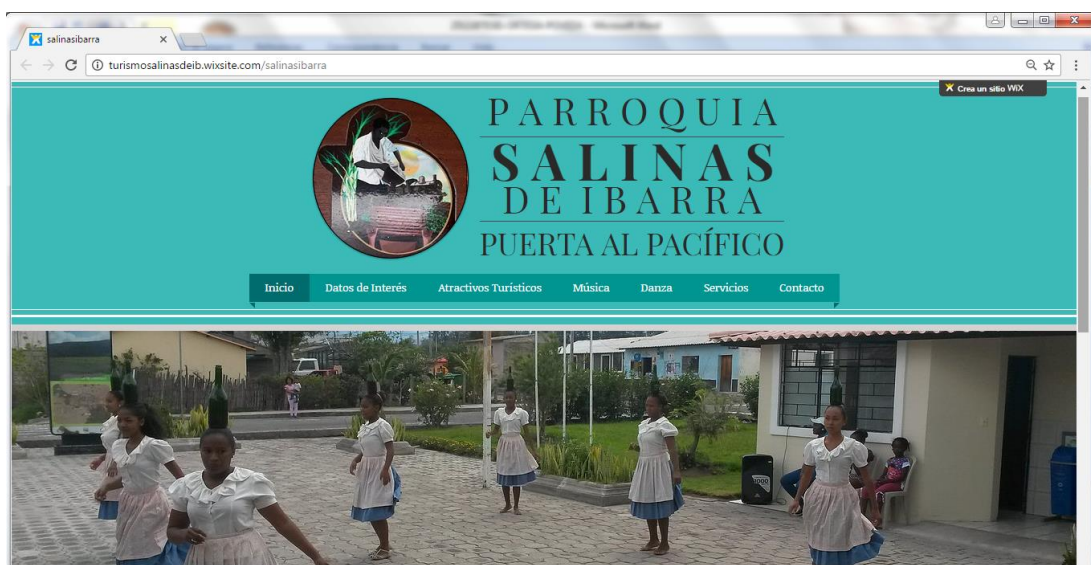 salinasibarra
turismosalinasdeib.wixsite.com/salinasibarra
Crea un sitio WiX
PARROQUIA
SALINAS
DE IBARRA
PUERTA AL PACÍFICO
Inicio Datos de Interés Atractivos Turísticos Música Danza Servicios Contacto